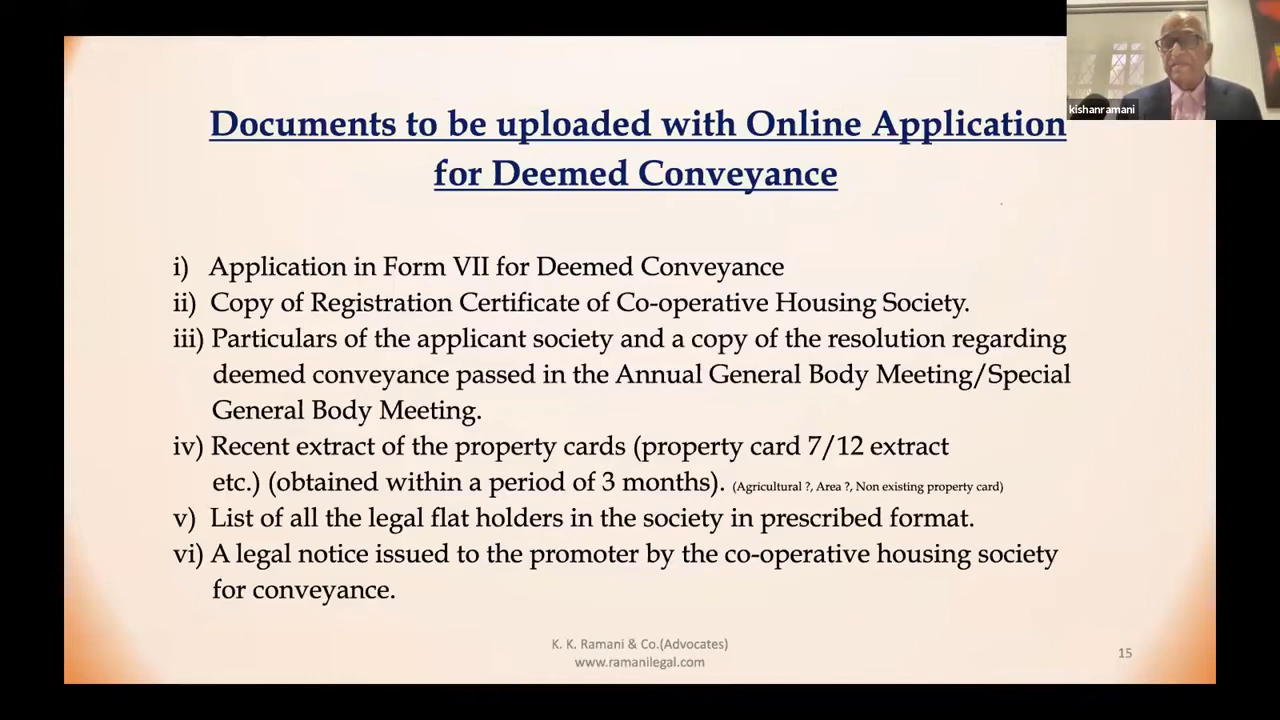 kishanramani
Documents to be uploaded with Online Application
for Deemed Conveyance
i) Application in Form VII for Deemed Conveyance
ii) Copy of Registration Certificate of Co-operative Housing Society.
iii) Particulars of the applicant society and a copy of the resolution regarding
deemed conveyance passed in the Annual General Body Meeting/Special
General Body Meeting.
iv) Recent extract of the property cards (property card 7/12 extract
etc.) (obtained within a period of 3 months). (Agricultural ?, Area ?, Non existing property card)
v) List of all the legal flat holders in the society in prescribed format.
vi) A legal notice issued to the promoter by the co-operative housing society
for conveyance.
K. K. Ramani & Co.(Advocates)
www.ramanilegal.com
15